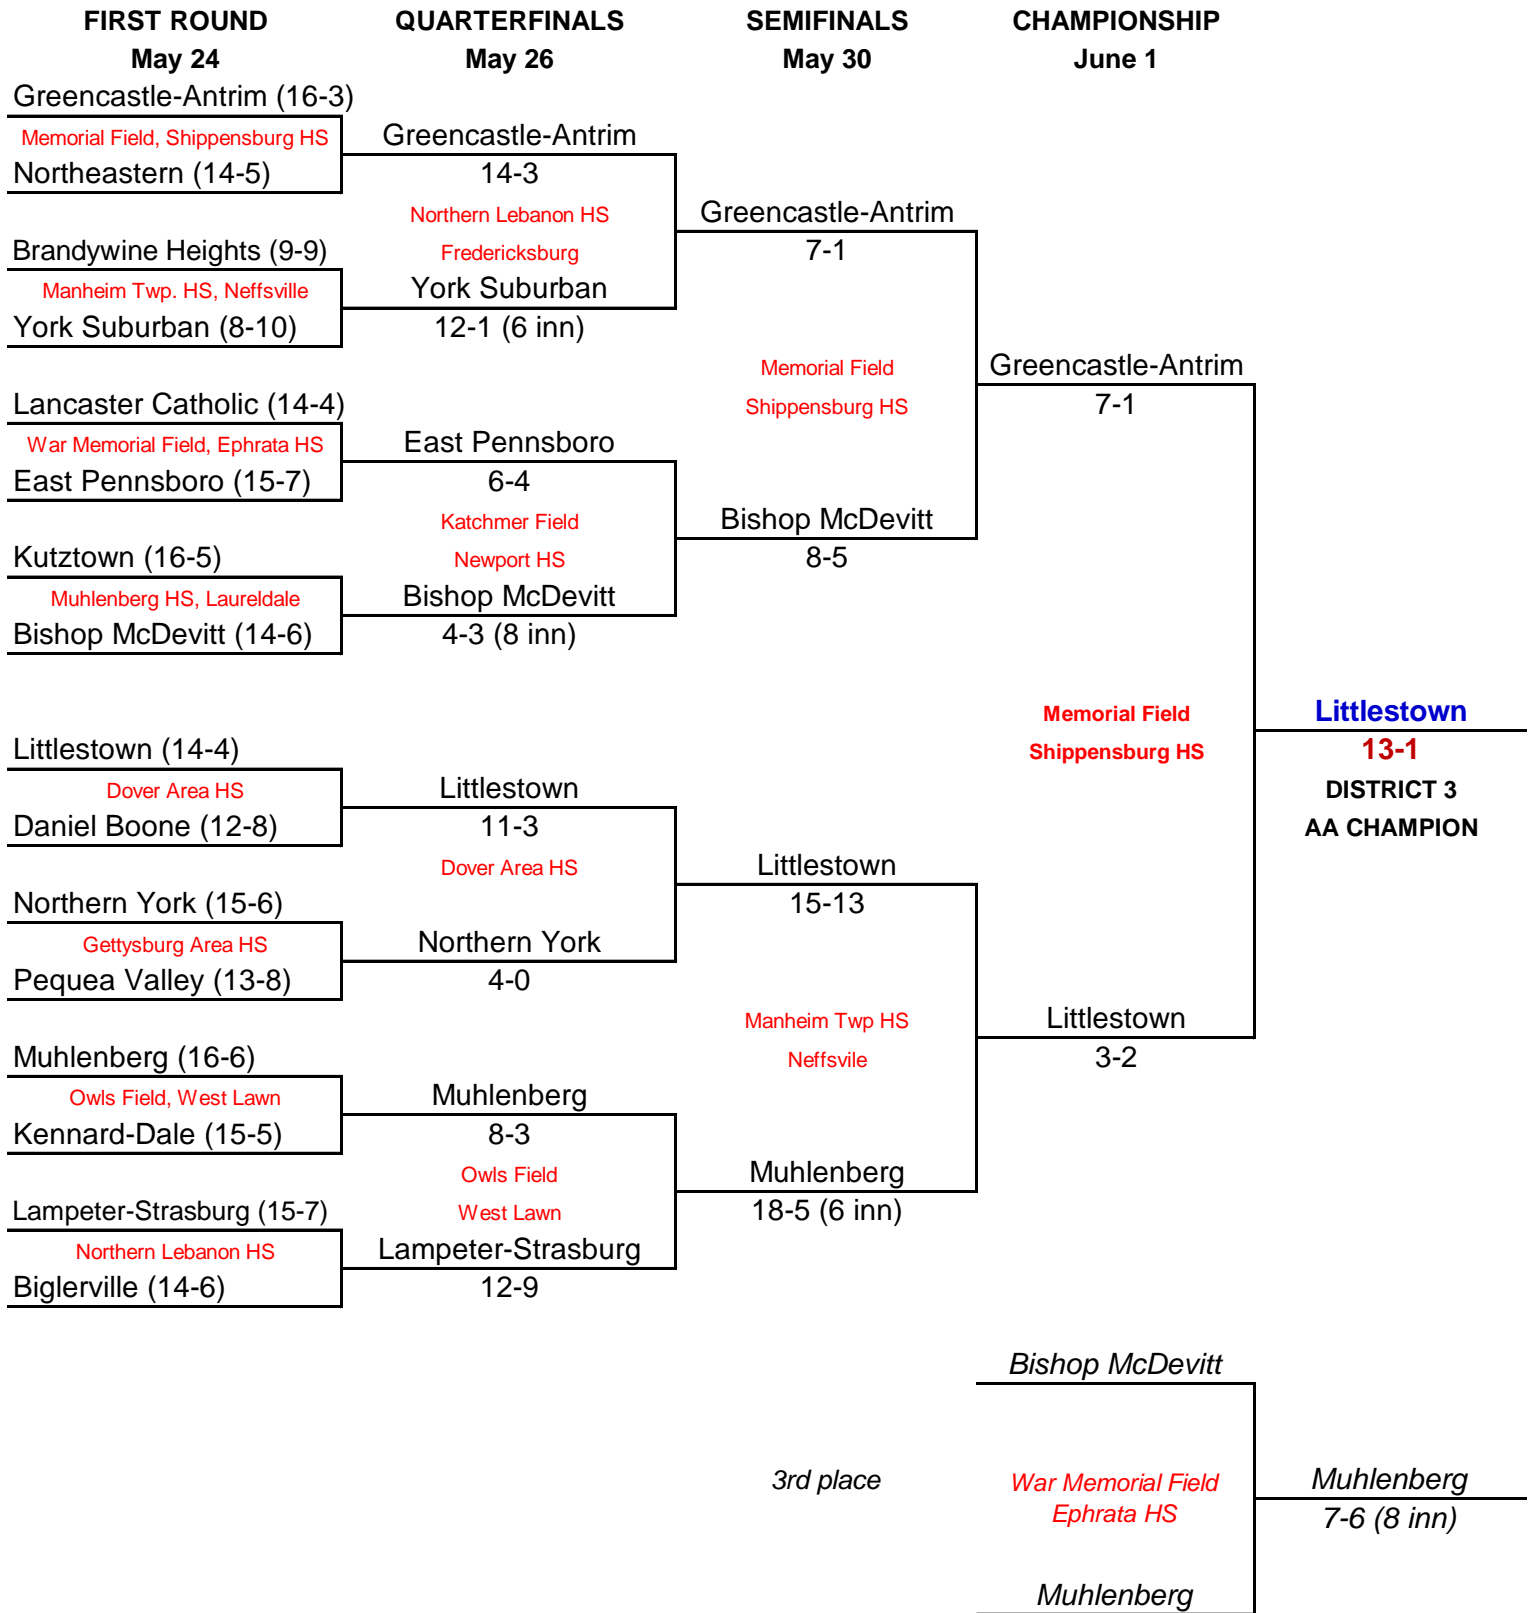 FIRST ROUND QUARTERFINALS SEMIFINALS CHAMPIONSHIP
May 24 May 26 May 30 June 1
Greencastle-Antrim (16-3)
Memorial Field, Shippensburg HS Greencastle-Antrim
Northeastern (14-5) 14-3
Northern Lebanon HS Greencastle-Antrim
Brandywine Heights (9-9) Fredericksburg 7-1
Manheim Twp. HS, Neffsville York Suburban
York Suburban (8-10) 12-1 (6 inn)
Memorial Field Greencastle-Antrim
Lancaster Catholic (14-4) Shippensburg HS 7-1
War Memorial Field, Ephrata HS East Pennsboro
East Pennsboro (15-7) 6-4
Katchmer Field Bishop McDevitt
Kutztown (16-5) Newport HS 8-5
Muhlenberg HS, Laureldale Bishop McDevitt
Bishop McDevitt (14-6) 4-3 (8 inn)
Memorial Field Littlestown
Littlestown (14-4) Shippensburg HS 13-1
Dover Area HS Littlestown DISTRICT 3
Daniel Boone (12-8) 11-3 AA CHAMPION
Dover Area HS Littlestown
Northern York (15-6) 15-13
Gettysburg Area HS Northern York
Pequea Valley (13-8) 4-0
Manheim Twp HS Littlestown
Muhlenberg (16-6) Neffsvile 3-2
Owls Field, West Lawn Muhlenberg
Kennard-Dale (15-5) 8-3
Owls Field Muhlenberg
Lampeter-Strasburg (15-7) West Lawn 18-5 (6 inn)
Northern Lebanon HS Lampeter-Strasburg
Biglerville (14-6) 12-9
Bishop McDevitt
3rd place War Memorial Field Muhlenberg
Ephrata HS 7-6 (8 inn)
Muhlenberg